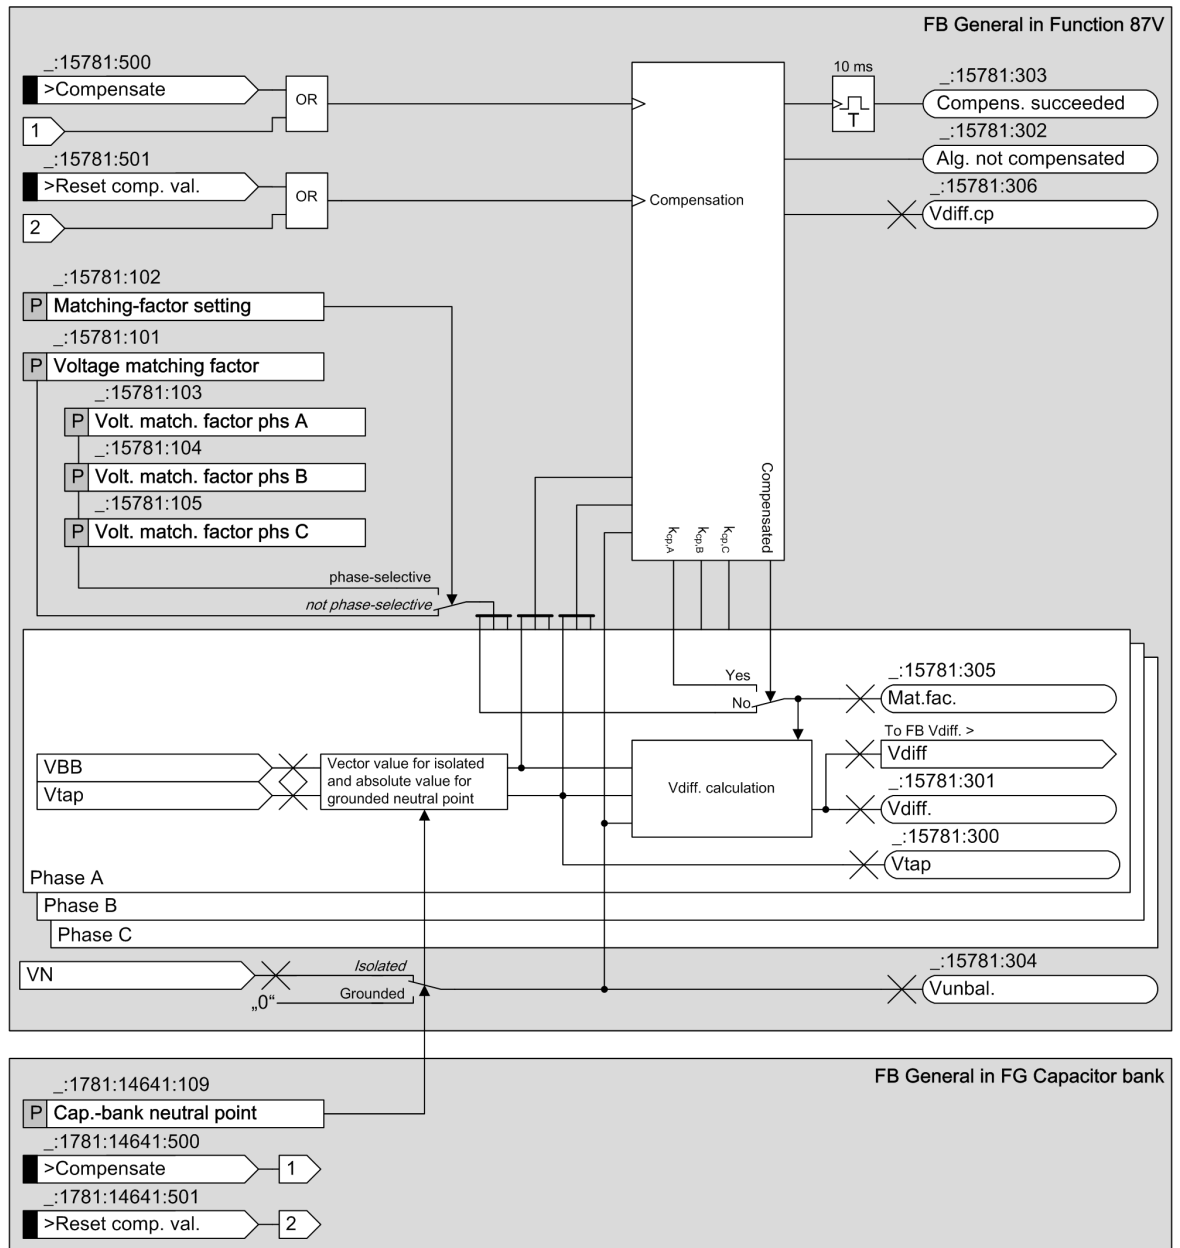 FB General in Function 87V
_:15781:500
>Compensate
OR
1
_:15781:501
>Reset comp. val.
OR
2
10 ms
T
_:15781:303
Compens. succeeded
_:15781:302
Alg. not compensated
_:15781:306
Vdiff.cp
Compensation
_:15781:102
P Matching-factor setting
_:15781:101
P Voltage matching factor
_:15781:103
P Volt. match. factor phs A
_:15781:104
P Volt. match. factor phs B
_:15781:105
P Volt. match. factor phs C
phase-selective
not phase-selective
kcp,A
kcp,B
kcp,C
Compensated
Yes
No
_:15781:305
Mat.fac.
To FB Vdiff. >
Vdiff
_:15781:301
Vdiff.
_:15781:300
Vtap
VBB
Vtap
Vector value for isolated
and absolute value for
grounded neutral point
Vdiff. calculation
Phase A
Phase B
Phase C
VN
Isolated
„0“
Grounded
_:15781:304
Vunbal.
FB General in FG Capacitor bank
_:1781:14641:109
P Cap.-bank neutral point
_:1781:14641:500
>Compensate
1
_:1781:14641:501
>Reset comp. val.
2